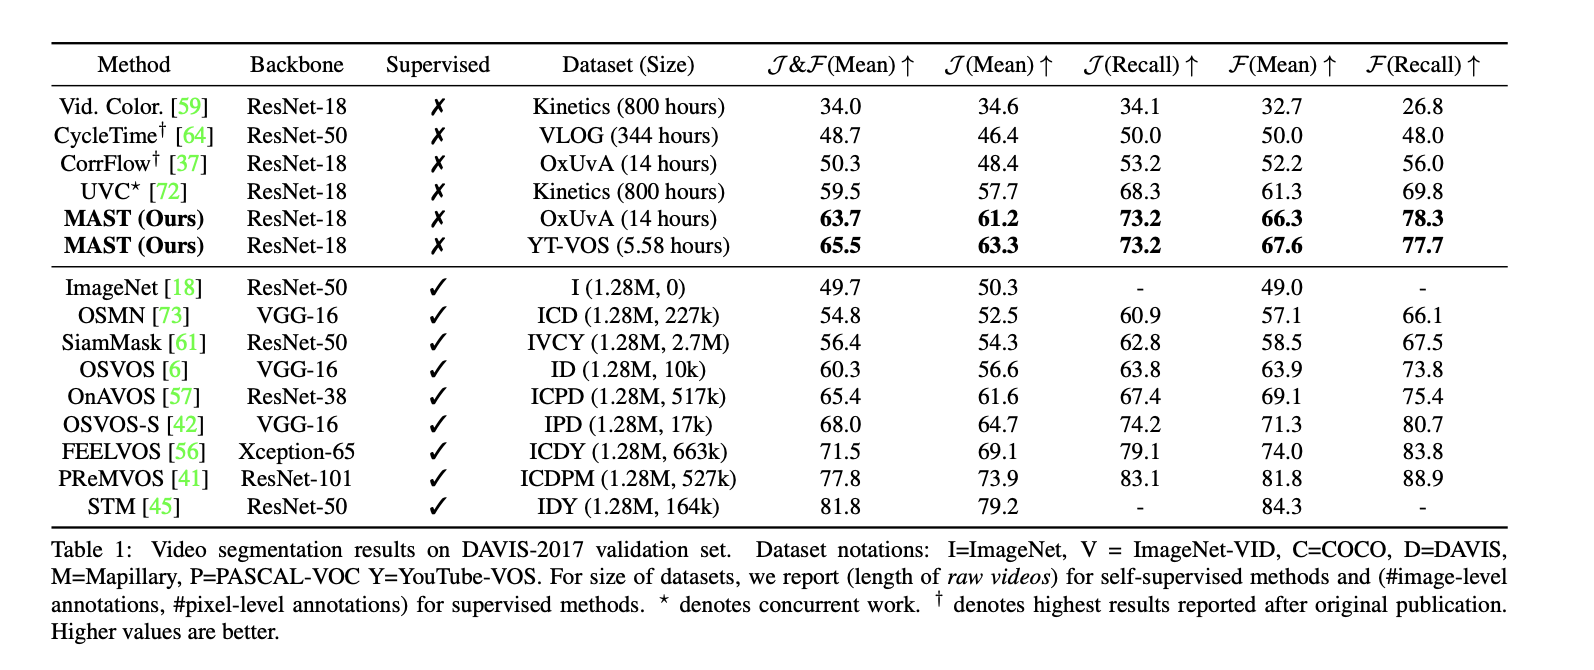 Method Backbone Supervised Dataset (Size) J&F(Mean) ↑ J(Mean) ↑ J(Recall) ↑ F(Mean) ↑ F(Recall) ↑
Vid. Color. [59] ResNet-18 ✗ Kinetics (800 hours) 34.0 34.6 34.1 32.7 26.8
CycleTime† [64] ResNet-50 ✗ VLOG (344 hours) 48.7 46.4 50.0 50.0 48.0
CorrFlow† [37] ResNet-18 ✗ OxUvA (14 hours) 50.3 48.4 53.2 52.2 56.0
UVC⋆ [72] ResNet-18 ✗ Kinetics (800 hours) 59.5 57.7 68.3 61.3 69.8
MAST (Ours) ResNet-18 ✗ OxUvA (14 hours) 63.7 61.2 73.2 66.3 78.3
MAST (Ours) ResNet-18 ✗ YT-VOS (5.58 hours) 65.5 63.3 73.2 67.6 77.7
ImageNet [18] ResNet-50 ✓ I (1.28M, 0) 49.7 50.3 - 49.0 -
OSMN [73] VGG-16 ✓ ICD (1.28M, 227k) 54.8 52.5 60.9 57.1 66.1
SiamMask [61] ResNet-50 ✓ IVCY (1.28M, 2.7M) 56.4 54.3 62.8 58.5 67.5
OSVOS [6] VGG-16 ✓ ID (1.28M, 10k) 60.3 56.6 63.8 63.9 73.8
OnAVOS [57] ResNet-38 ✓ ICPD (1.28M, 517k) 65.4 61.6 67.4 69.1 75.4
OSVOS-S [42] VGG-16 ✓ IPD (1.28M, 17k) 68.0 64.7 74.2 71.3 80.7
FEELVOS [56] Xception-65 ✓ ICDY (1.28M, 663k) 71.5 69.1 79.1 74.0 83.8
PReMVOS [41] ResNet-101 ✓ ICDPM (1.28M, 527k) 77.8 73.9 83.1 81.8 88.9
STM [45] ResNet-50 ✓ IDY (1.28M, 164k) 81.8 79.2 - 84.3 -
Table 1: Video segmentation results on DAVIS-2017 validation set. Dataset notations: I=ImageNet, V = ImageNet-VID, C=COCO, D=DAVIS,
M=Mapillary, P=PASCAL-VOC Y=YouTube-VOS. For size of datasets, we report (length of raw videos) for self-supervised methods and (#image-level
annotations, #pixel-level annotations) for supervised methods. ⋆ denotes concurrent work. † denotes highest results reported after original publication.
Higher values are better.